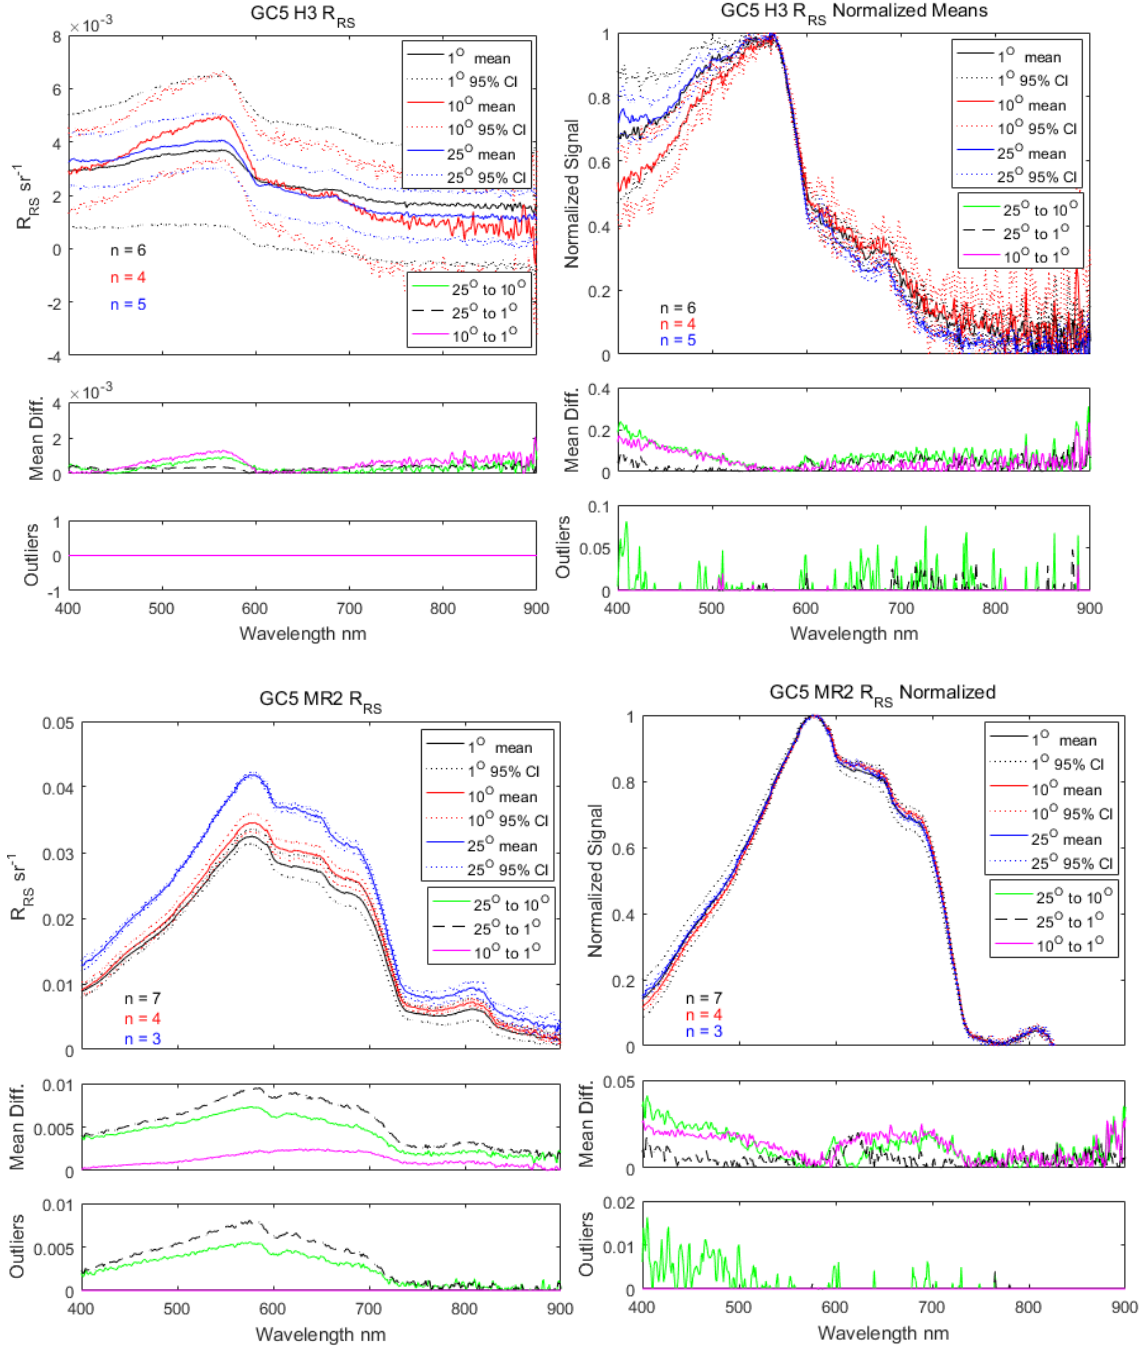 GC5 H3 R_RS
×10^-3
8
6
4
2
0
-2
-4
R_RS sr^-1
1^O mean
1^O 95% CI
10^O mean
10^O 95% CI
25^O mean
25^O 95% CI
25^O to 10^O
25^O to 1^O
10^O to 1^O
n = 6
n = 4
n = 5
×10^-3
4
2
0
Mean Diff.
1
0
-1
Outliers
400 500 600 700 800 900
Wavelength nm
GC5 H3 R_RS Normalized Means
1
0.8
0.6
0.4
0.2
0
Normalized Signal
1^O mean
1^O 95% CI
10^O mean
10^O 95% CI
25^O mean
25^O 95% CI
25^O to 10^O
25^O to 1^O
10^O to 1^O
n = 6
n = 4
n = 5
0.4
0.2
0
Mean Diff.
0.1
0.05
0
Outliers
400 500 600 700 800 900
Wavelength nm
GC5 MR2 R_RS
0.05
0.04
0.03
0.02
0.01
0
R_RS sr^-1
1^O mean
1^O 95% CI
10^O mean
10^O 95% CI
25^O mean
25^O 95% CI
25^O to 10^O
25^O to 1^O
10^O to 1^O
n = 7
n = 4
n = 3
0.01
0.005
0
Mean Diff.
0.01
0.005
0
Outliers
400 500 600 700 800 900
Wavelength nm
GC5 MR2 R_RS Normalized
1
0.8
0.6
0.4
0.2
0
Normalized Signal
1^O mean
1^O 95% CI
10^O mean
10^O 95% CI
25^O mean
25^O 95% CI
25^O to 10^O
25^O to 1^O
10^O to 1^O
n = 7
n = 4
n = 3
0.05
0
Mean Diff.
0.02
0.01
0
Outliers
400 500 600 700 800 900
Wavelength nm